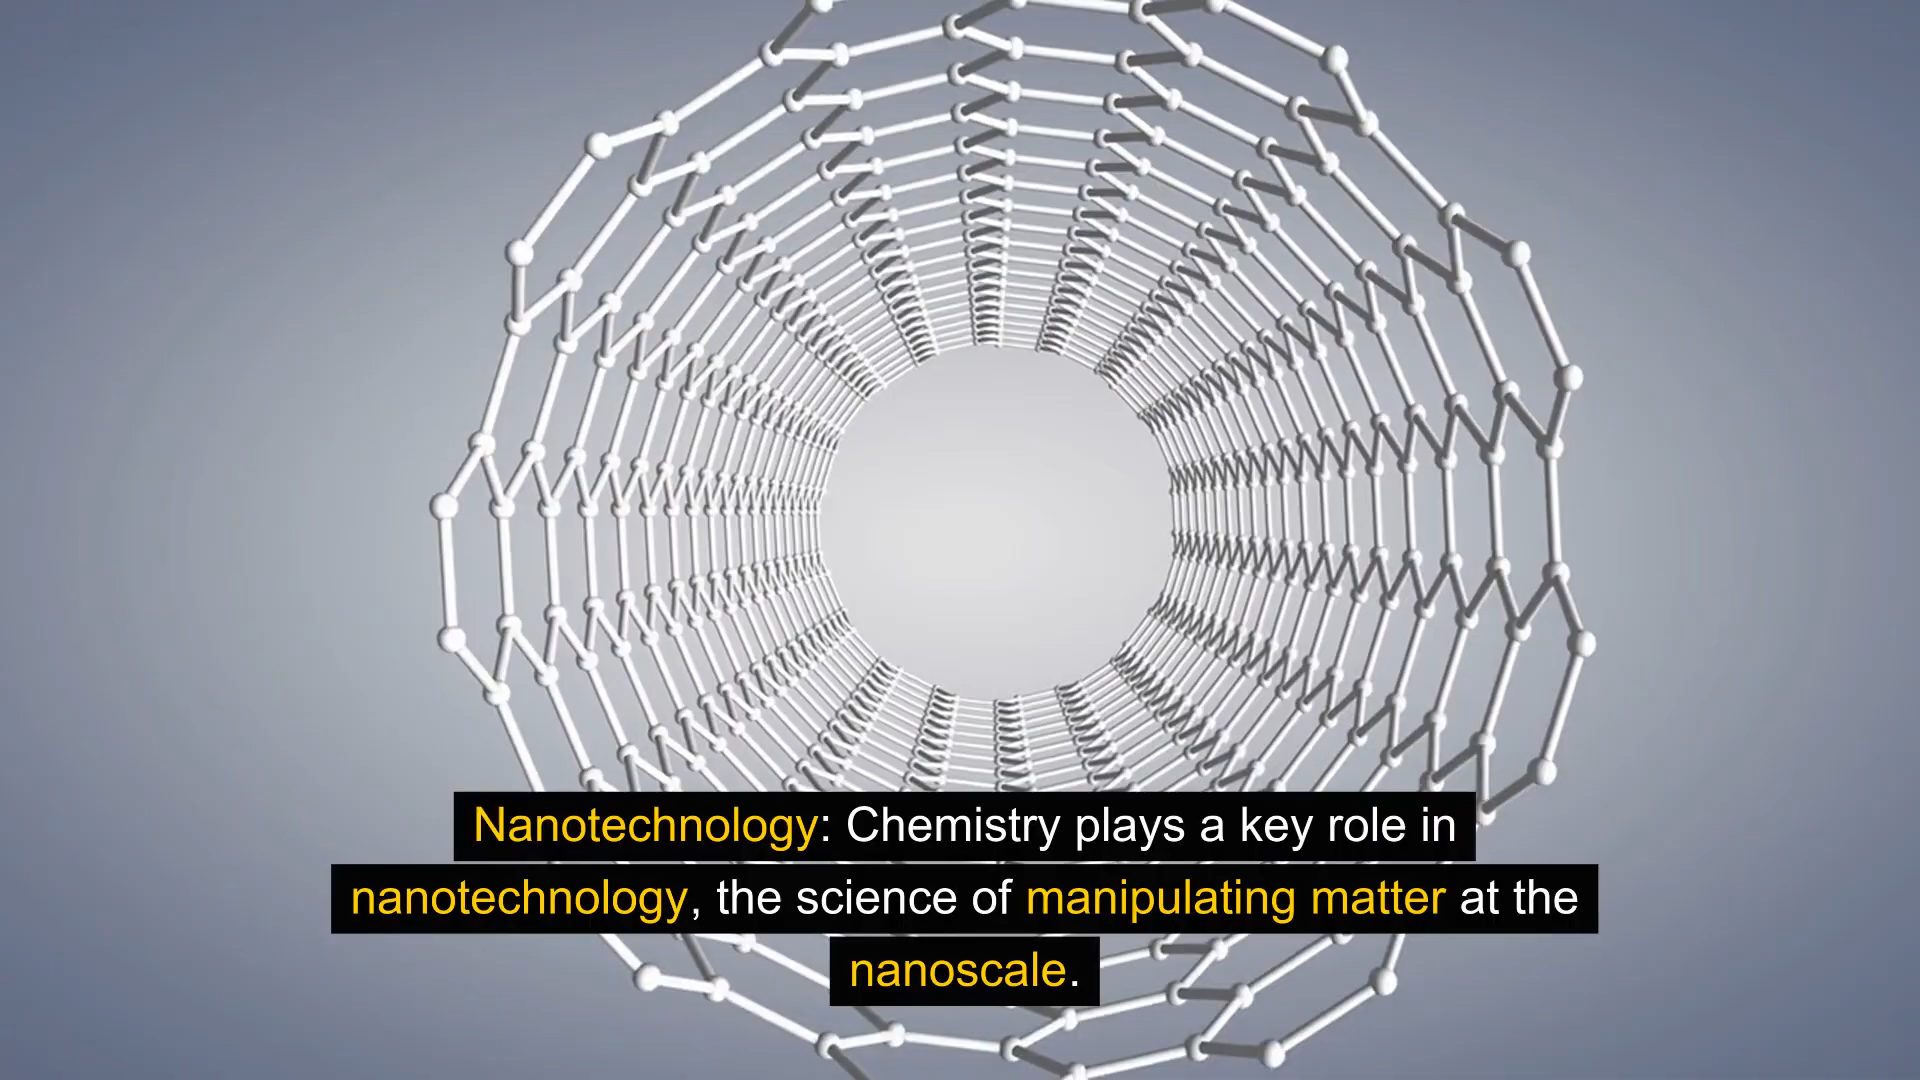 Nanotechnology: Chemistry plays a key role in
nanotechnology, the science of manipulating matter at the
nanoscale.